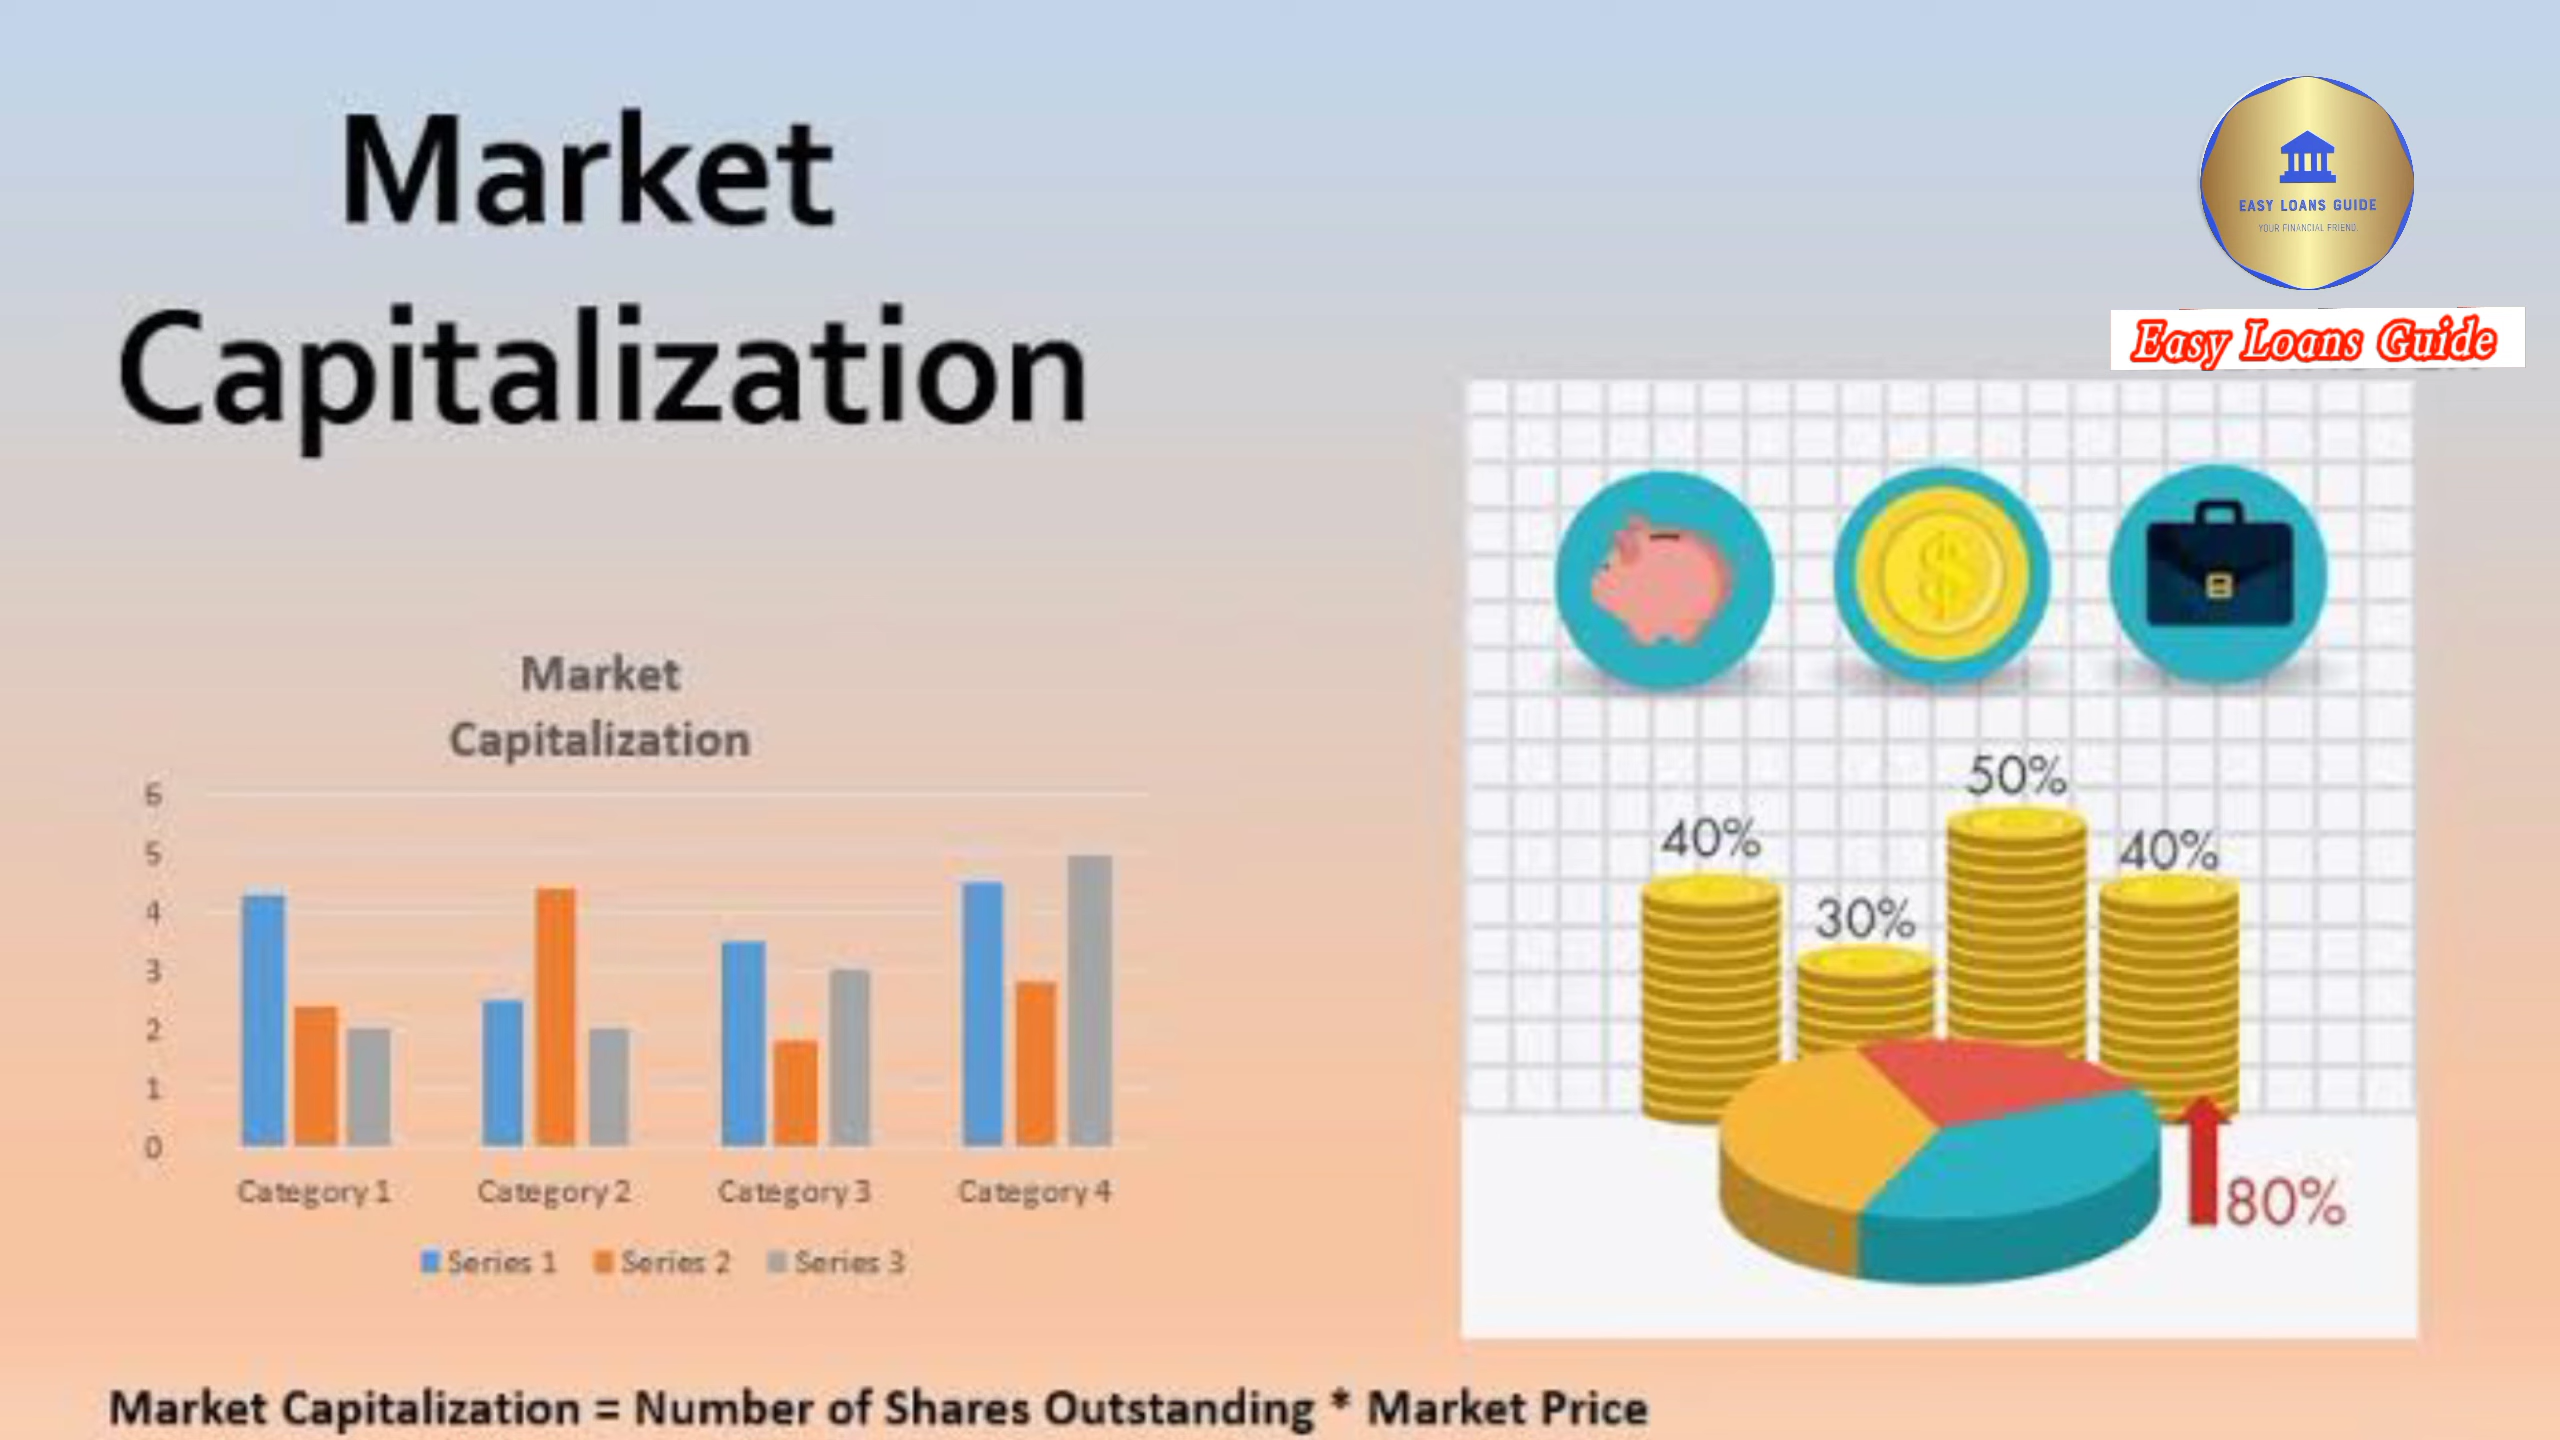 Market
Capitalization
EASY LOANS GUIDE
YOUR FINANCIAL FRIEND.
Easy Loans Guide
Market
Capitalization
6
5
4
3
2
1
0
Category 1 Category 2 Category 3 Category 4
Series 1 Series 2 Series 3
$
50%
40%
40%
30%
80%
Market Capitalization = Number of Shares Outstanding * Market Price